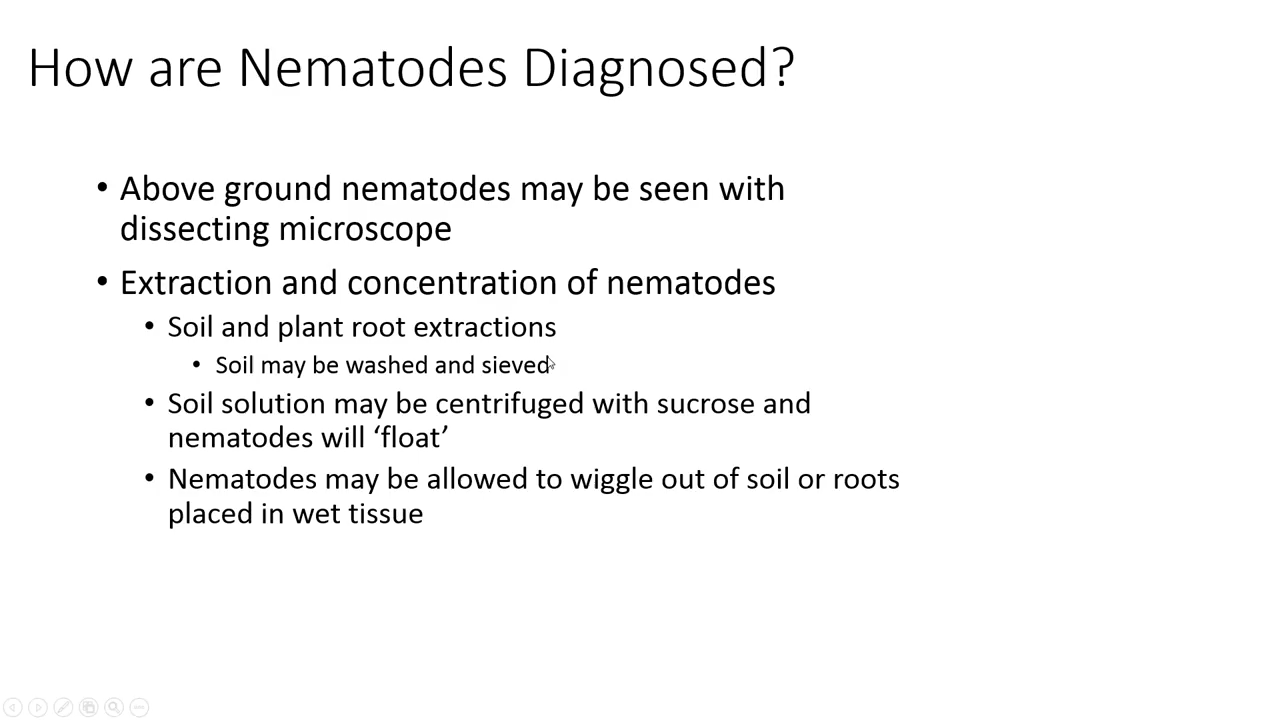 How are Nematodes Diagnosed?
• Above ground nematodes may be seen with
dissecting microscope
• Extraction and concentration of nematodes
• Soil and plant root extractions
• Soil may be washed and sieved
• Soil solution may be centrifuged with sucrose and
nematodes will ‘float’
• Nematodes may be allowed to wiggle out of soil or roots
placed in wet tissue